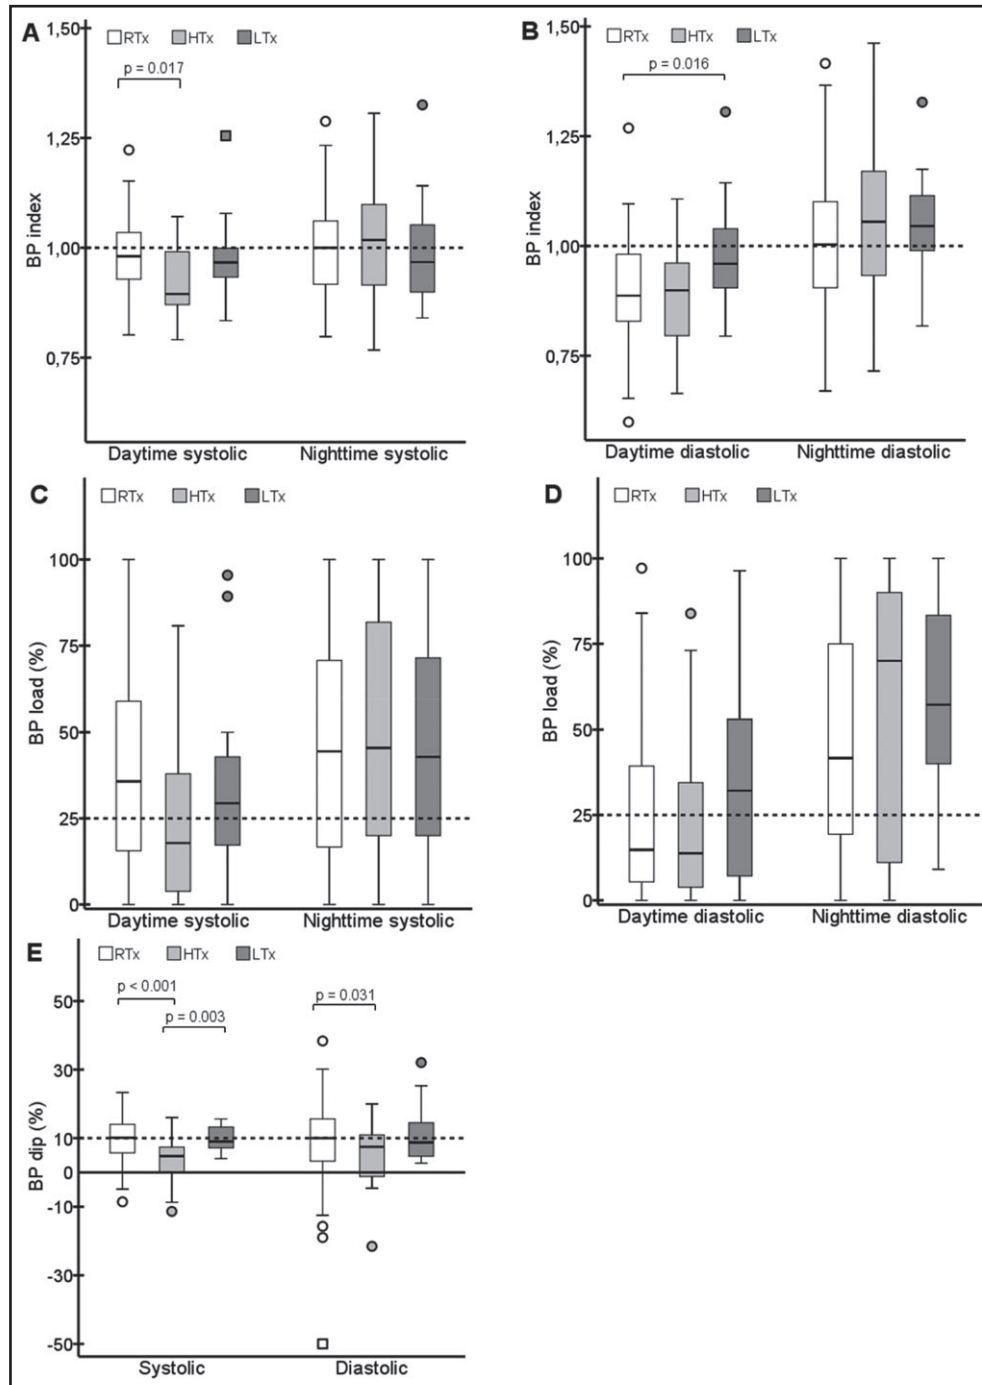 A
RTx HTx LTx
p = 0.017
1,50
1,25
1,00
0,75
BP index
Daytime systolic Nighttime systolic
B
RTx HTx LTx
p = 0.016
1,50
1,25
1,00
0,75
BP index
Daytime diastolic Nighttime diastolic
C
RTx HTx LTx
100
75
50
25
0
BP load (%)
Daytime systolic Nighttime systolic
D
RTx HTx LTx
100
75
50
25
0
BP load (%)
Daytime diastolic Nighttime diastolic
E
RTx HTx LTx
p < 0.001
p = 0.003
p = 0.031
50
30
10
0
-10
-30
-50
BP dip (%)
Systolic Diastolic